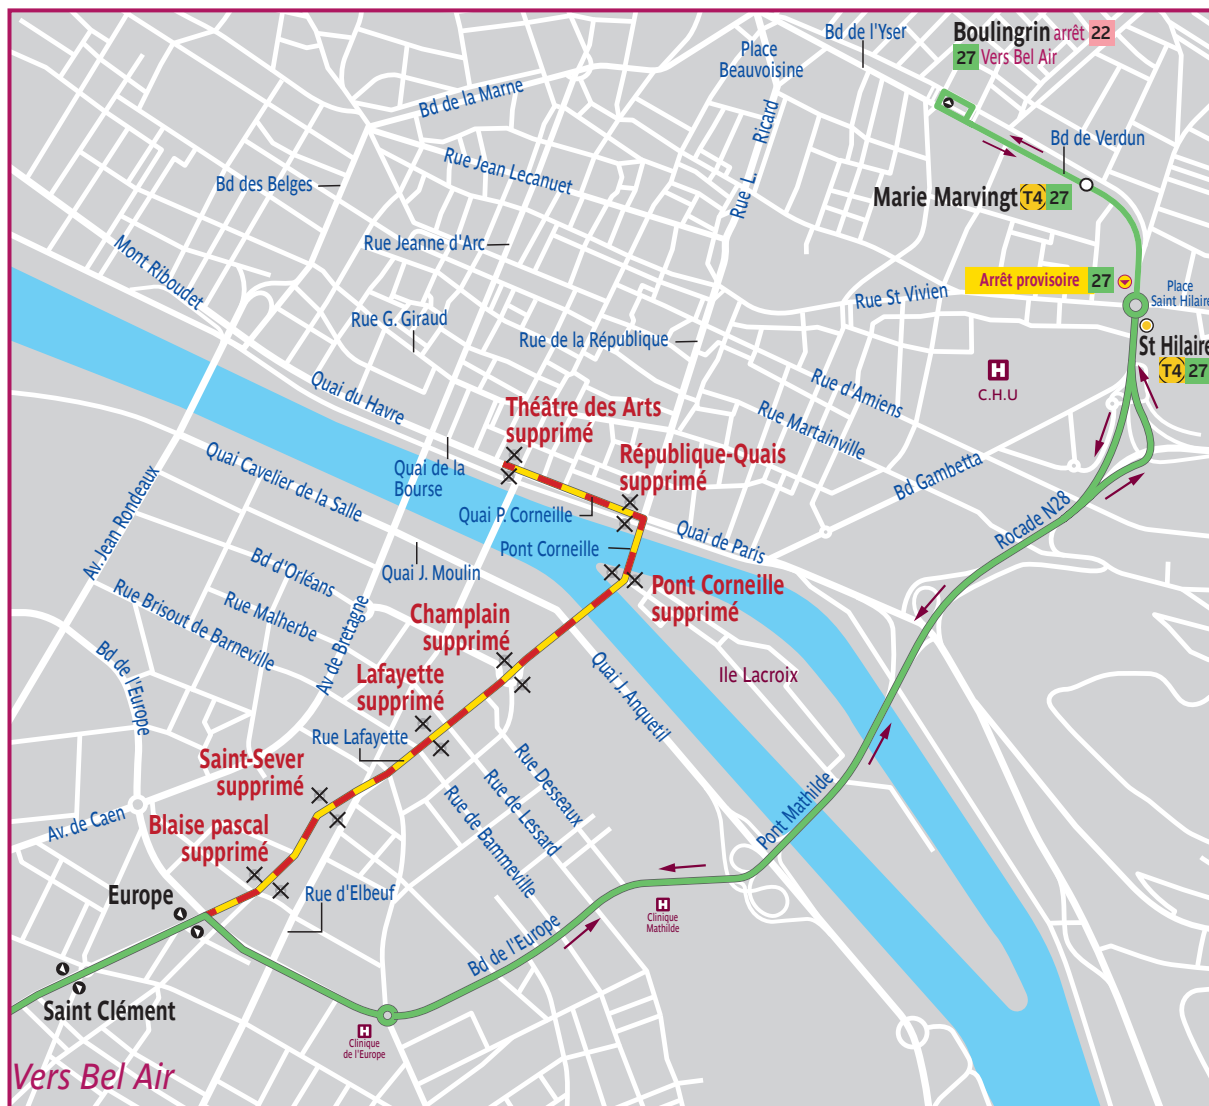 Bd de l'Yser
Boulingrin arrêt 22
27 Vers Bel Air
Place
Beauvoisine
Bd de la Marne
Rue L. Ricard
Bd de Verdun
Rue Jean Lecanuet
Bd des Belges
Marie Marvingt T4 27
Mont Riboudet
Rue Jeanne d'Arc
Arrêt provisoire 27
Place
Saint Hilaire
Rue St Vivien
Rue G. Giraud
Rue de la République
St Hilaire
T4 27
H
C.H.U
Quai du Havre
Rue d'Amiens
Rue Martainville
Théâtre des Arts
supprimé
République-Quais
supprimé
Quai Cavelier de la Salle
Quai de la
Bourse
Bd Gambetta
Av. Jean Rondeaux
Quai P. Corneille
Quai de Paris
Rocade N28
Pont Corneille
Bd d'Orléans
Quai J. Moulin
Pont Corneille
supprimé
Rue Brisout de Barneville
Rue Malherbe
Av de Bretagne
Champlain
supprimé
Bd de l'Europe
Lafayette
supprimé
Quai J. Anquetil
Ile Lacroix
Rue Lafayette
Saint-Sever
supprimé
Rue Desseaux
Rue de Lessard
Rue de Bammeville
Pont Mathilde
Av. de Caen
Blaise pascal
supprimé
Europe
Rue d'Elbeuf
H
Clinique
Mathilde
Bd de l'Europe
Saint Clément
H
Clinique
de l'Europe
Vers Bel Air